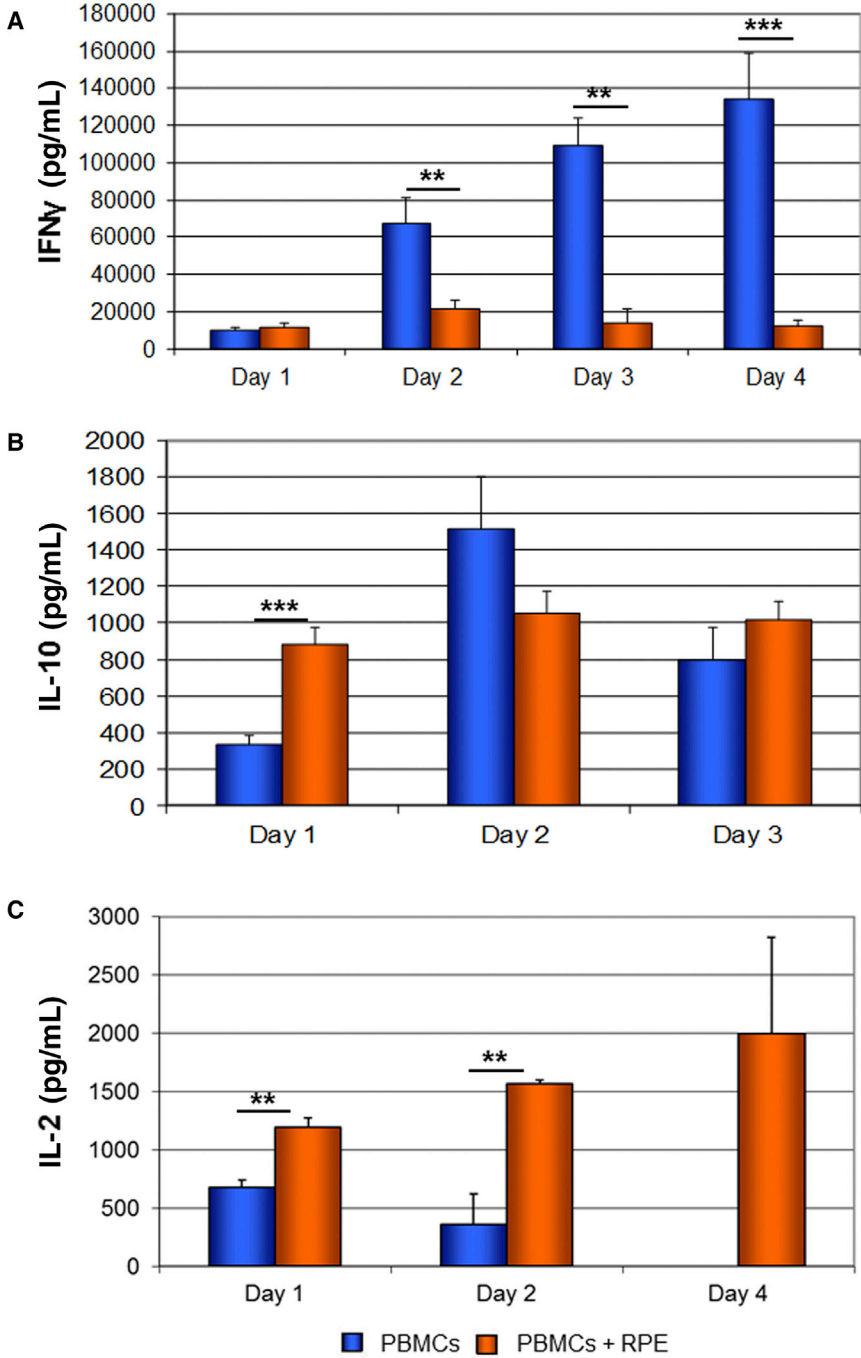 A
IFNγ (pg/mL)
180000
160000
140000
120000
100000
80000
60000
40000
20000
0
**
**
***
Day 1
Day 2
Day 3
Day 4
B
IL-10 (pg/mL)
2000
1800
1600
1400
1200
1000
800
600
400
200
0
***
Day 1
Day 2
Day 3
C
IL-2 (pg/mL)
3000
2500
2000
1500
1000
500
0
**
**
Day 1
Day 2
Day 4
PBMCs
PBMCs + RPE